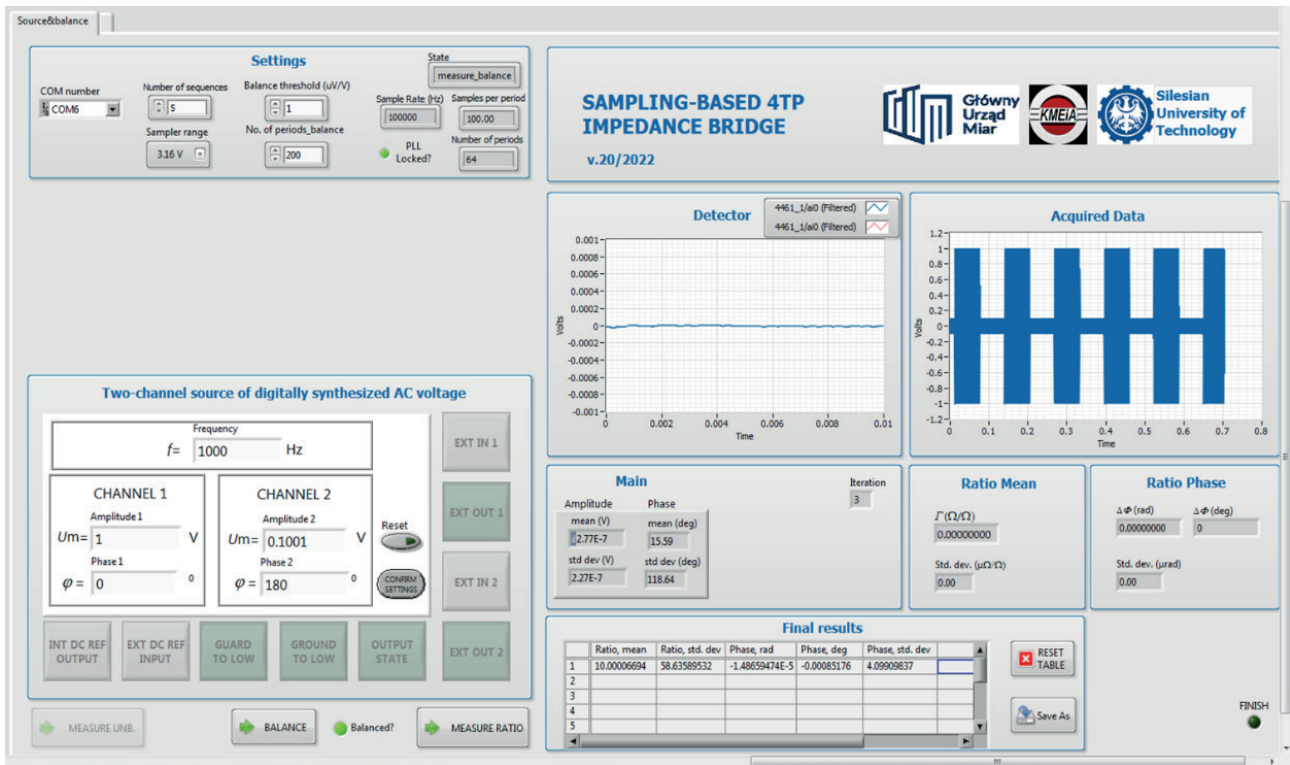 Source&balance
Settings
State
measure_balance
COM number
COM6
Number of sequences
5
Balance threshold (uV/V)
1
Sample Rate (Hz)
100000
Samples per period
100.00
Sampler range
3.16 V
No. of periods_balance
200
PLL
Locked?
Number of periods
64
SAMPLING-BASED 4TP
IMPEDANCE BRIDGE
v.20/2022
Główny
Urząd
Miar
KMEiA
Silesian
University of
Technology
Detector
4461_1/ai0 (Filtered)
4461_1/ai0 (Filtered)
Volts
0.001
0.0008
0.0006
0.0004
0.0002
0
-0.0002
-0.0004
-0.0006
-0.0008
-0.001
0 0.002 0.004 0.006 0.008 0.01
Time
Acquired Data
Volts
1.2
1
0.8
0.6
0.4
0.2
0
-0.2
-0.4
-0.6
-0.8
-1
-1.2
0 0.1 0.2 0.3 0.4 0.5 0.6 0.7 0.8
Time
Two-channel source of digitally synthesized AC voltage
Frequency
f= 1000 Hz
CHANNEL 1
Amplitude1
Um= 1 V
Phase1
φ = 0 o
CHANNEL 2
Amplitude 2
Um= 0.1001 V
Phase 2
φ = 180 o
Reset
CONFIRM
SETTINGS
EXT IN 1
EXT OUT 1
EXT IN 2
EXT OUT 2
INT DC REF
OUTPUT
EXT DC REF
INPUT
GUARD
TO LOW
GROUND
TO LOW
OUTPUT
STATE
MEASURE UNB.
BALANCE
Balanced?
MEASURE RATIO
Main
Iteration
3
Amplitude Phase
mean (V) mean (deg)
2.77E-7 15.59
std dev (V) std dev (deg)
2.27E-7 118.64
Ratio Mean
Γ(Ω/Ω)
0.00000000
Std. dev. (μΩ/Ω)
0.00
Ratio Phase
ΔΦ (rad) ΔΦ (deg)
0.00000000 0
Std. dev. (μrad)
0.00
Final results
Ratio, mean Ratio, std. dev Phase, rad Phase, deg Phase, std. dev
1 10.00006694 58.63589532 -1.48659474E-5 -0.00085176 4.09909837
2
3
4
5
RESET
TABLE
Save As
FINISH